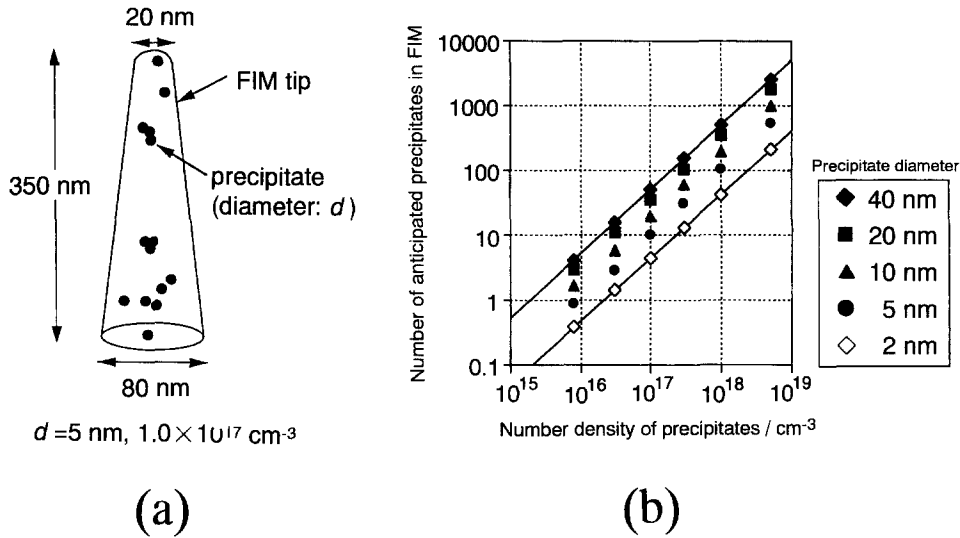 20 nm
FIM tip
350 nm
precipitate
(diameter: d )
80 nm
d =5 nm, 1.0×10¹⁷ cm⁻³
(a)
(b)
Number of anticipated precipitates in FIM
10000
1000
100
10
1
0.1
10¹⁵ 10¹⁶ 10¹⁷ 10¹⁸ 10¹⁹
Number density of precipitates / cm⁻³
Precipitate diameter
40 nm
20 nm
10 nm
5 nm
2 nm